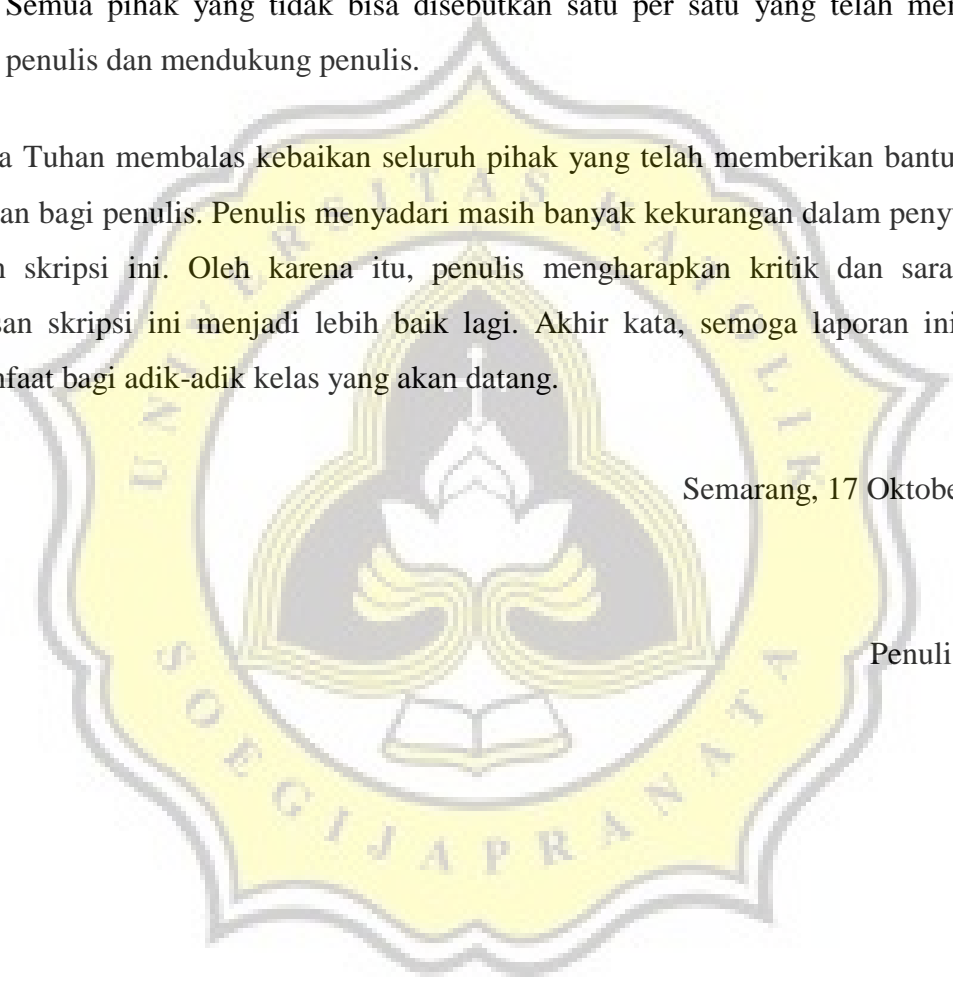 Semua pihak yang tidak bisa disebutkan satu per satu yang telah me
penulis dan mendukung penulis.
a Tuhan membalas kebaikan seluruh pihak yang telah memberikan bantu
an bagi penulis. Penulis menyadari masih banyak kekurangan dalam peny
n skripsi ini. Oleh karena itu, penulis mengharapkan kritik dan sara
san skripsi ini menjadi lebih baik lagi. Akhir kata, semoga laporan ini
nfaat bagi adik-adik kelas yang akan datang.
Semarang, 17 Oktobe
Penuli
UNIVERSITAS KATOLIK
SOEGIJAPRANATA